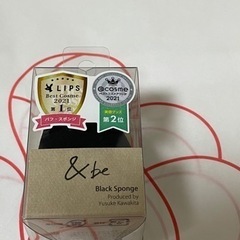 LIPS
Best Cosme
2021
第1位
パフ・スポンジ
@cosme
2021
第2位
&be
Black Sponge
Produced by
Yusuke Kawakita